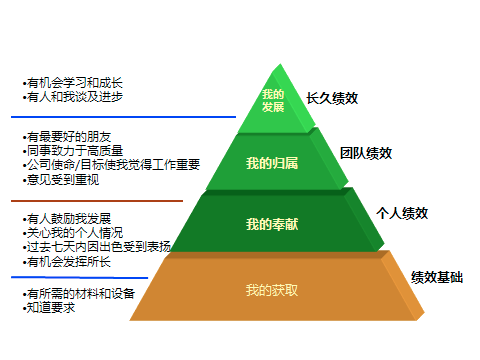 •有机会学习和成长
•有人和我谈及进步
我的
发展
长久绩效
•有最要好的朋友
•同事致力于高质量
•公司使命/目标使我觉得工作重要
•意见受到重视
我的归属
团队绩效
•有人鼓励我发展
•关心我的个人情况
•过去七天内因出色受到表扬
•有机会发挥所长
我的奉献
个人绩效
•有所需的材料和设备
•知道要求
我的获取
绩效基础